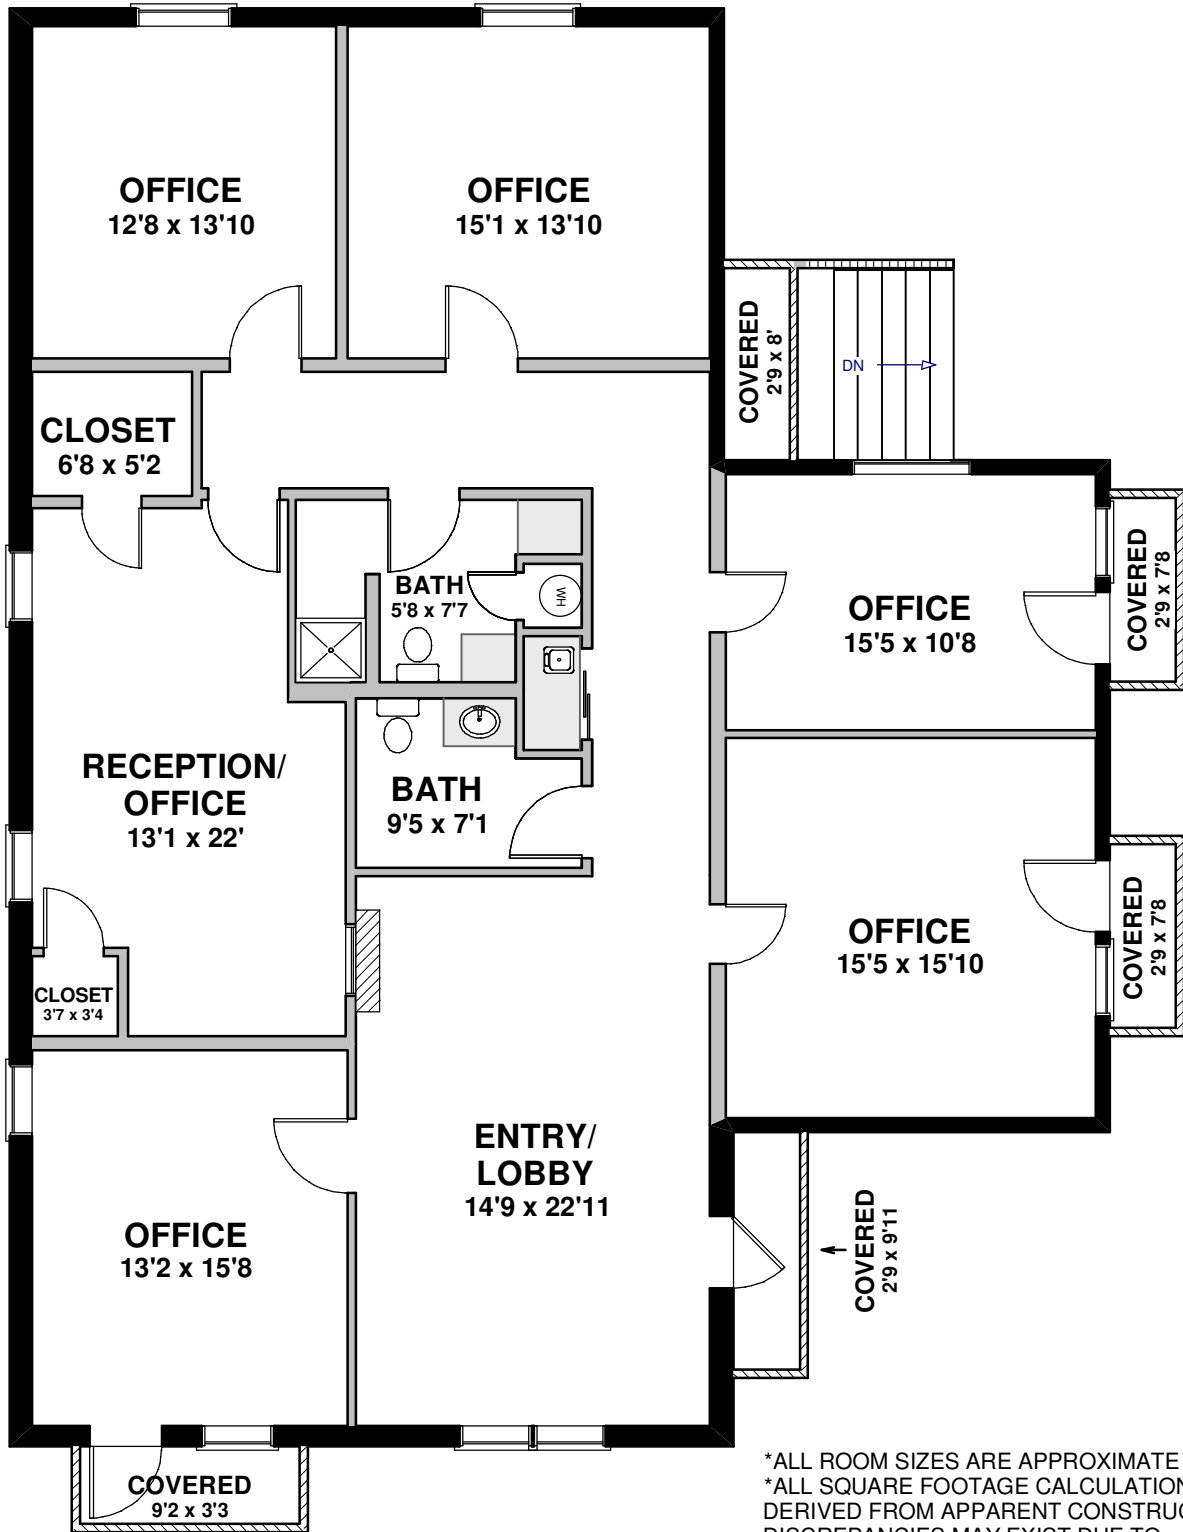 OFFICE
12'8 x 13'10
OFFICE
15'1 x 13'10
COVERED
2'9 x 8'
DN
CLOSET
6'8 x 5'2
BATH
5'8 x 7'7
WH
OFFICE
15'5 x 10'8
COVERED
2'9 x 7'8
RECEPTION/
OFFICE
13'1 x 22'
BATH
9'5 x 7'1
OFFICE
15'5 x 15'10
COVERED
2'9 x 7'8
CLOSET
3'7 x 3'4
ENTRY/
LOBBY
14'9 x 22'11
OFFICE
13'2 x 15'8
COVERED
2'9 x 9'11
COVERED
9'2 x 3'3
*ALL ROOM SIZES ARE APPROXIMATE
*ALL SQUARE FOOTAGE CALCULATION
DERIVED FROM APPARENT CONSTRUC
DISCREPANCIES MAY EXIST DUE TO